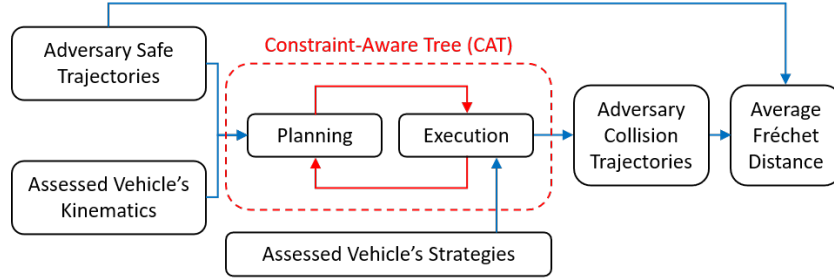 Adversary Safe
Trajectories
Constraint-Aware Tree (CAT)
Planning
Execution
Adversary
Collision
Trajectories
Average
Fréchet
Distance
Assessed Vehicle's
Kinematics
Assessed Vehicle's Strategies